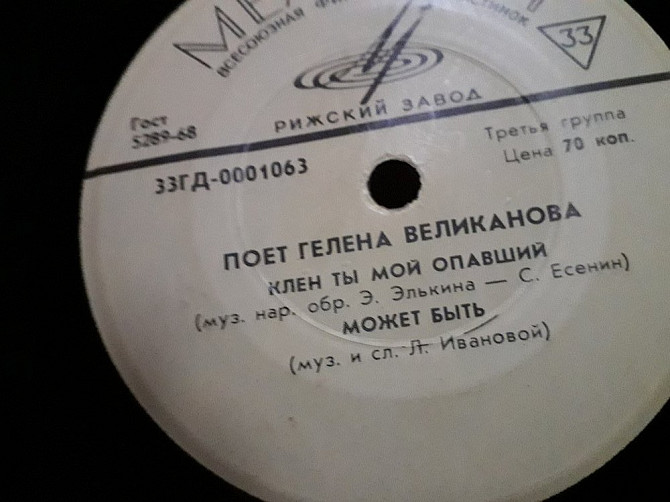 ВСЕСОЮЗНАЯ
33
РИЖСКИЙ ЗАВОД
Гост
5289-68
Третья группа
Цена 70 коп.
33ГД-0001063
ПОЕТ ГЕЛЕНА ВЕЛИКАНОВА
КЛЕН ТЫ МОЙ ОПАВШИЙ
(муз. нар. обр. Э. Элькина — С. Есенин)
МОЖЕТ БЫТЬ
(муз. и сл. Л. Ивановой)